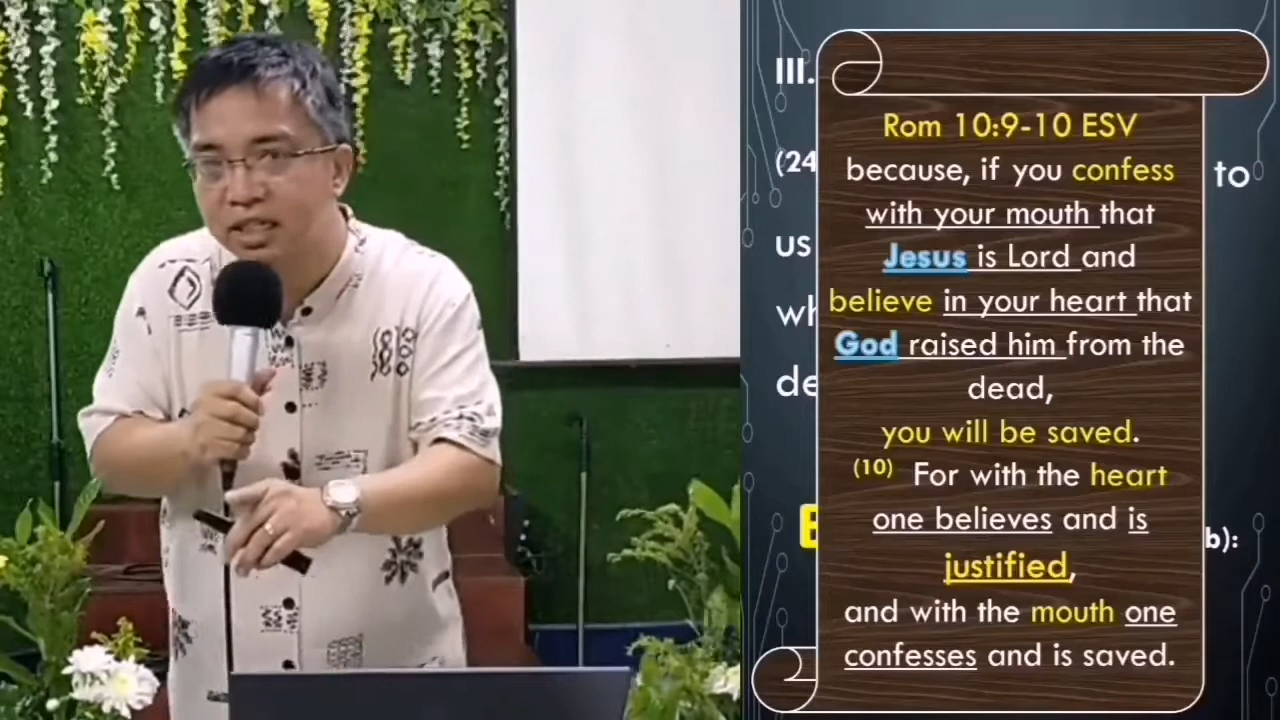 III.
(24
to
us
wh
de
b):
Rom 10:9-10 ESV
because, if you confess
with your mouth that
Jesus is Lord and
believe in your heart that
God raised him from the
dead,
you will be saved.
(10) For with the heart
one believes and is
justified,
and with the mouth one
confesses and is saved.